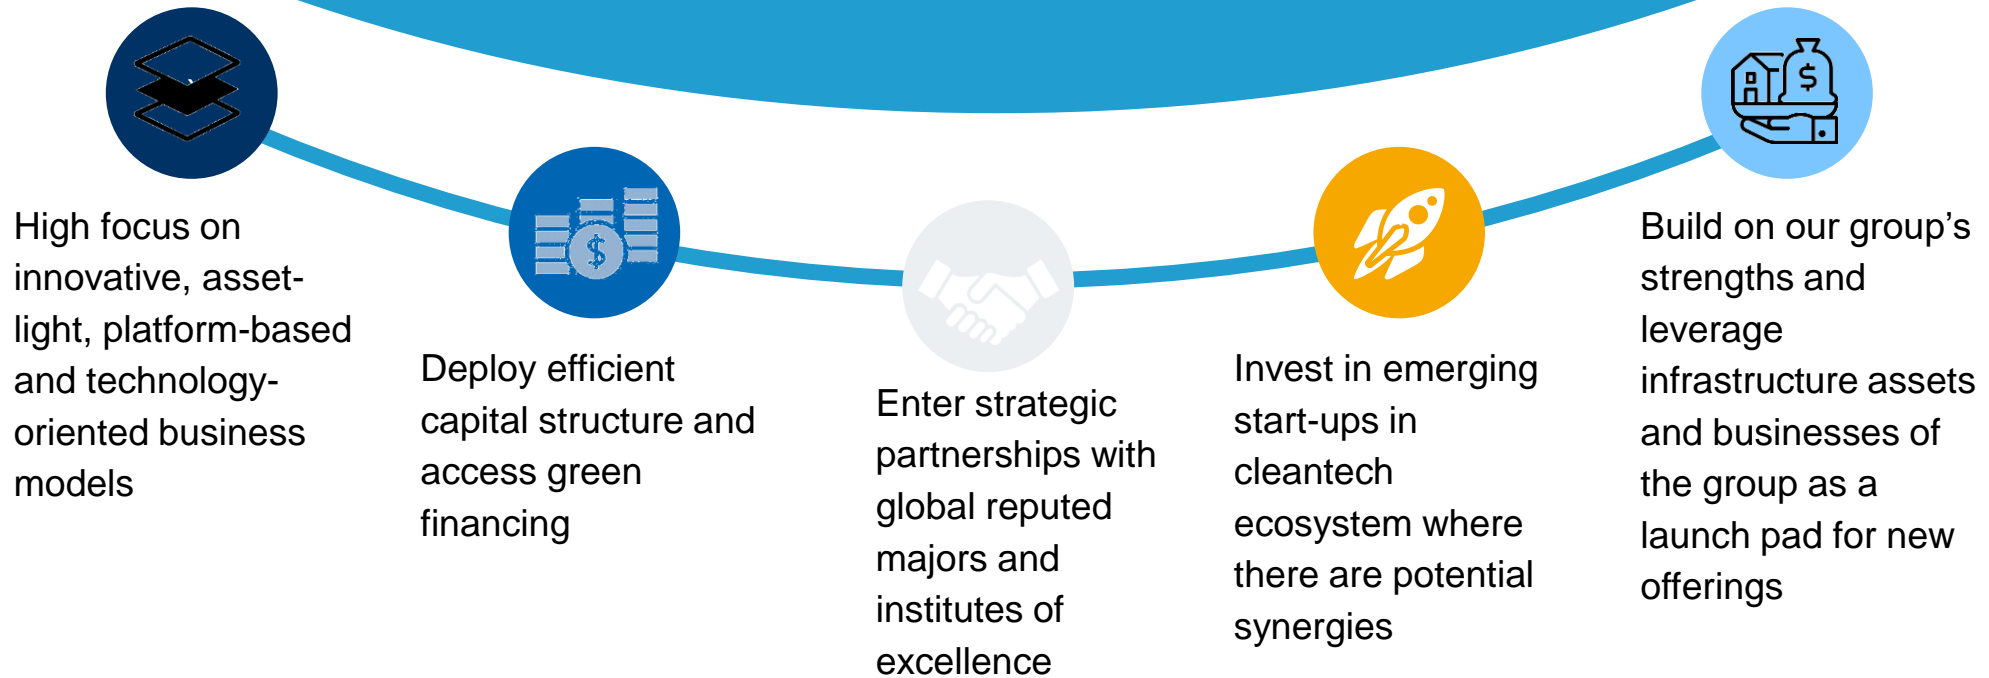 High focus on
innovative, asset-
light, platform-based
and technology-
oriented business
models
Deploy efficient
capital structure and
access green
financing
Enter strategic
partnerships with
global reputed
majors and
institutes of
excellence
Invest in emerging
start-ups in
cleantech
ecosystem where
there are potential
synergies
Build on our group’s
strengths and
leverage
infrastructure assets
and businesses of
the group as a
launch pad for new
offerings